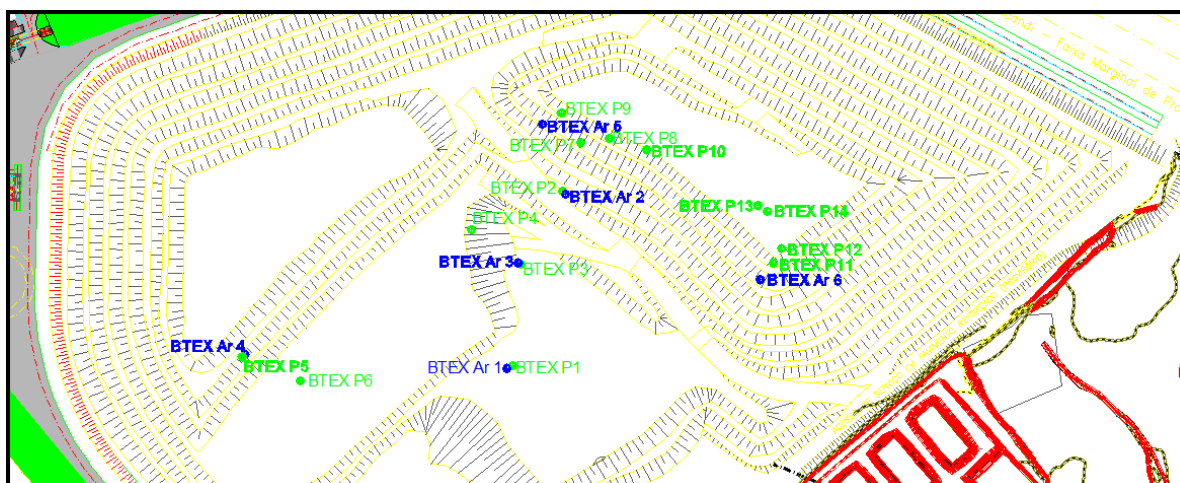 Faixa Marginal de
BTEX P9
BTEX Ar 5
BTEX P8
BTEX P7
BTEX P10
BTEX P2
BTEX Ar 2
BTEX P13
BTEX P14
BTEX P4
BTEX P12
BTEX Ar 3
BTEX P3
BTEX P11
BTEX Ar 6
BTEX Ar 4
BTEX P5
BTEX Ar 1
BTEX P1
BTEX P6